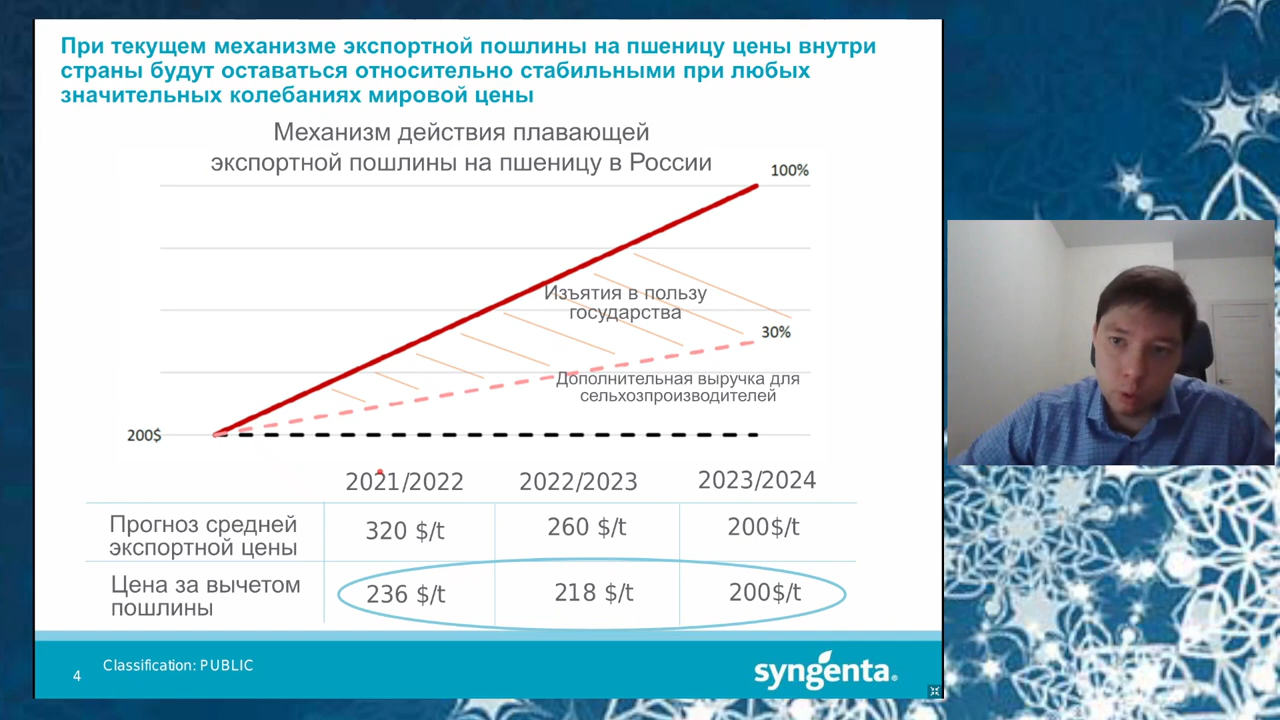 При текущем механизме экспортной пошлины на пшеницу цены внутри
страны будут оставаться относительно стабильными при любых
значительных колебаниях мировой цены
Механизм действия плавающей
экспортной пошлины на пшеницу в России
100%
Изъятия в пользу
государства
30%
Дополнительная выручка для
сельхозпроизводителей
200$
2021/2022 2022/2023 2023/2024
Прогноз средней
экспортной цены
320 $/t 260 $/t 200$/t
Цена за вычетом
пошлины
236 $/t 218 $/t 200$/t
4
Classification: PUBLIC
syngenta®